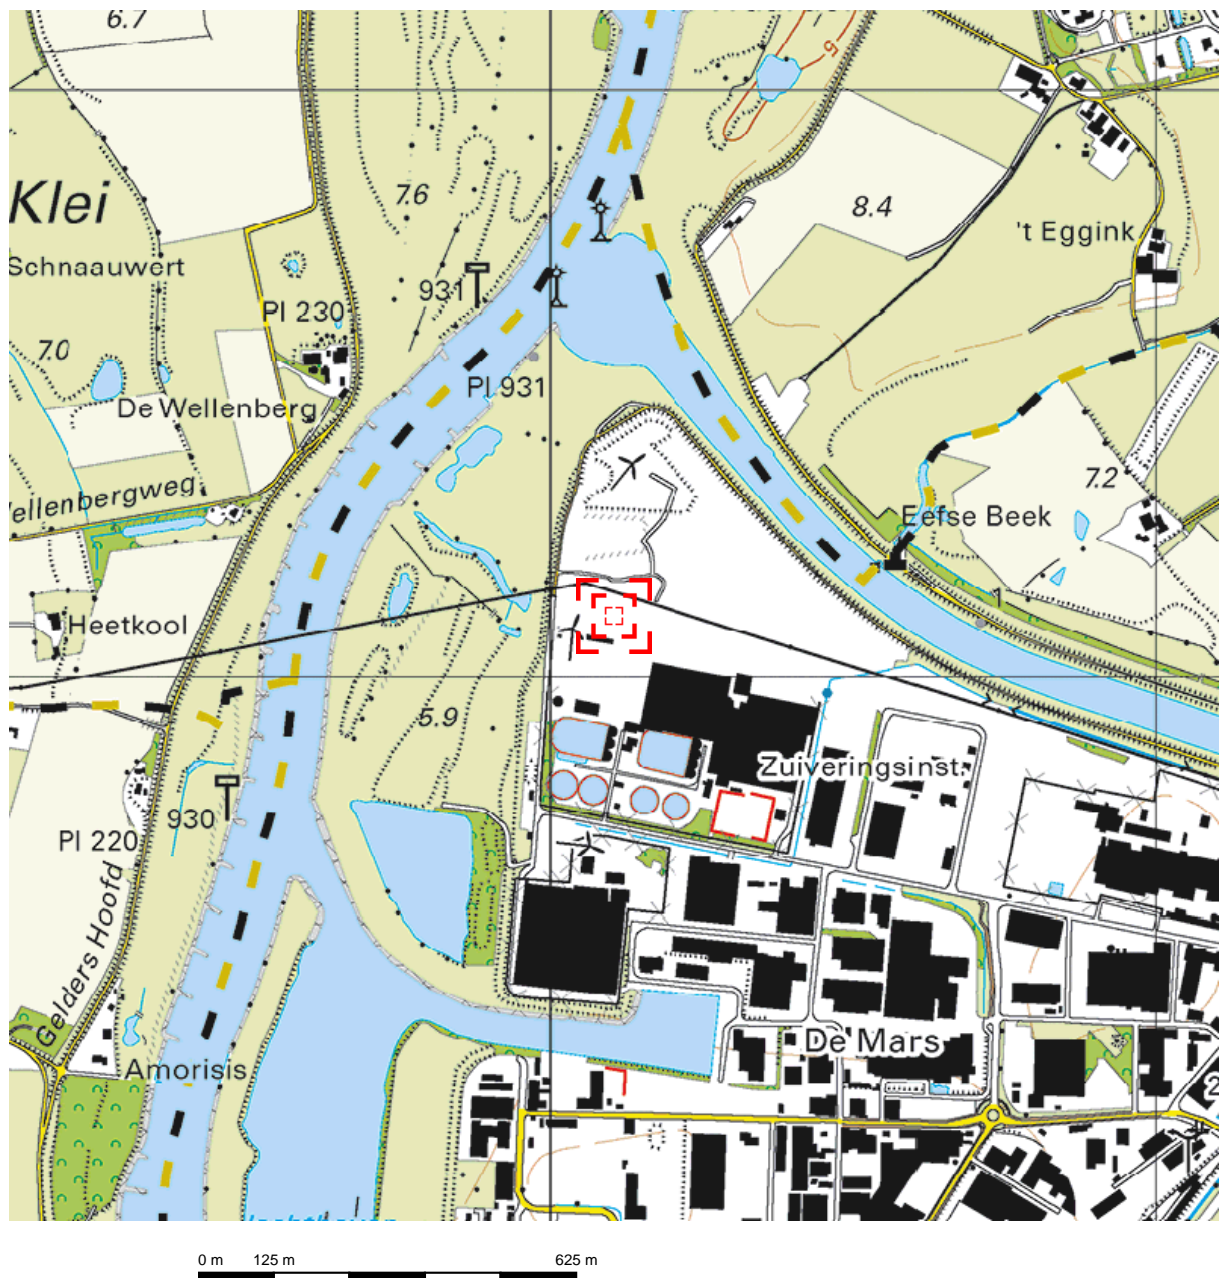 6.7
5
Klei
7.6
8.4
't Eggink
Schnaauwert
931
Pl 230
7.0
Pl 931
De Wellenberg
7.2
ellenbergweg
Eefse Beek
Heetkool
5.9
Zuiveringsinst.
930
Pl 220
Gelders Hoofd
De Mars
Amorisis
2
0 m 125 m 625 m